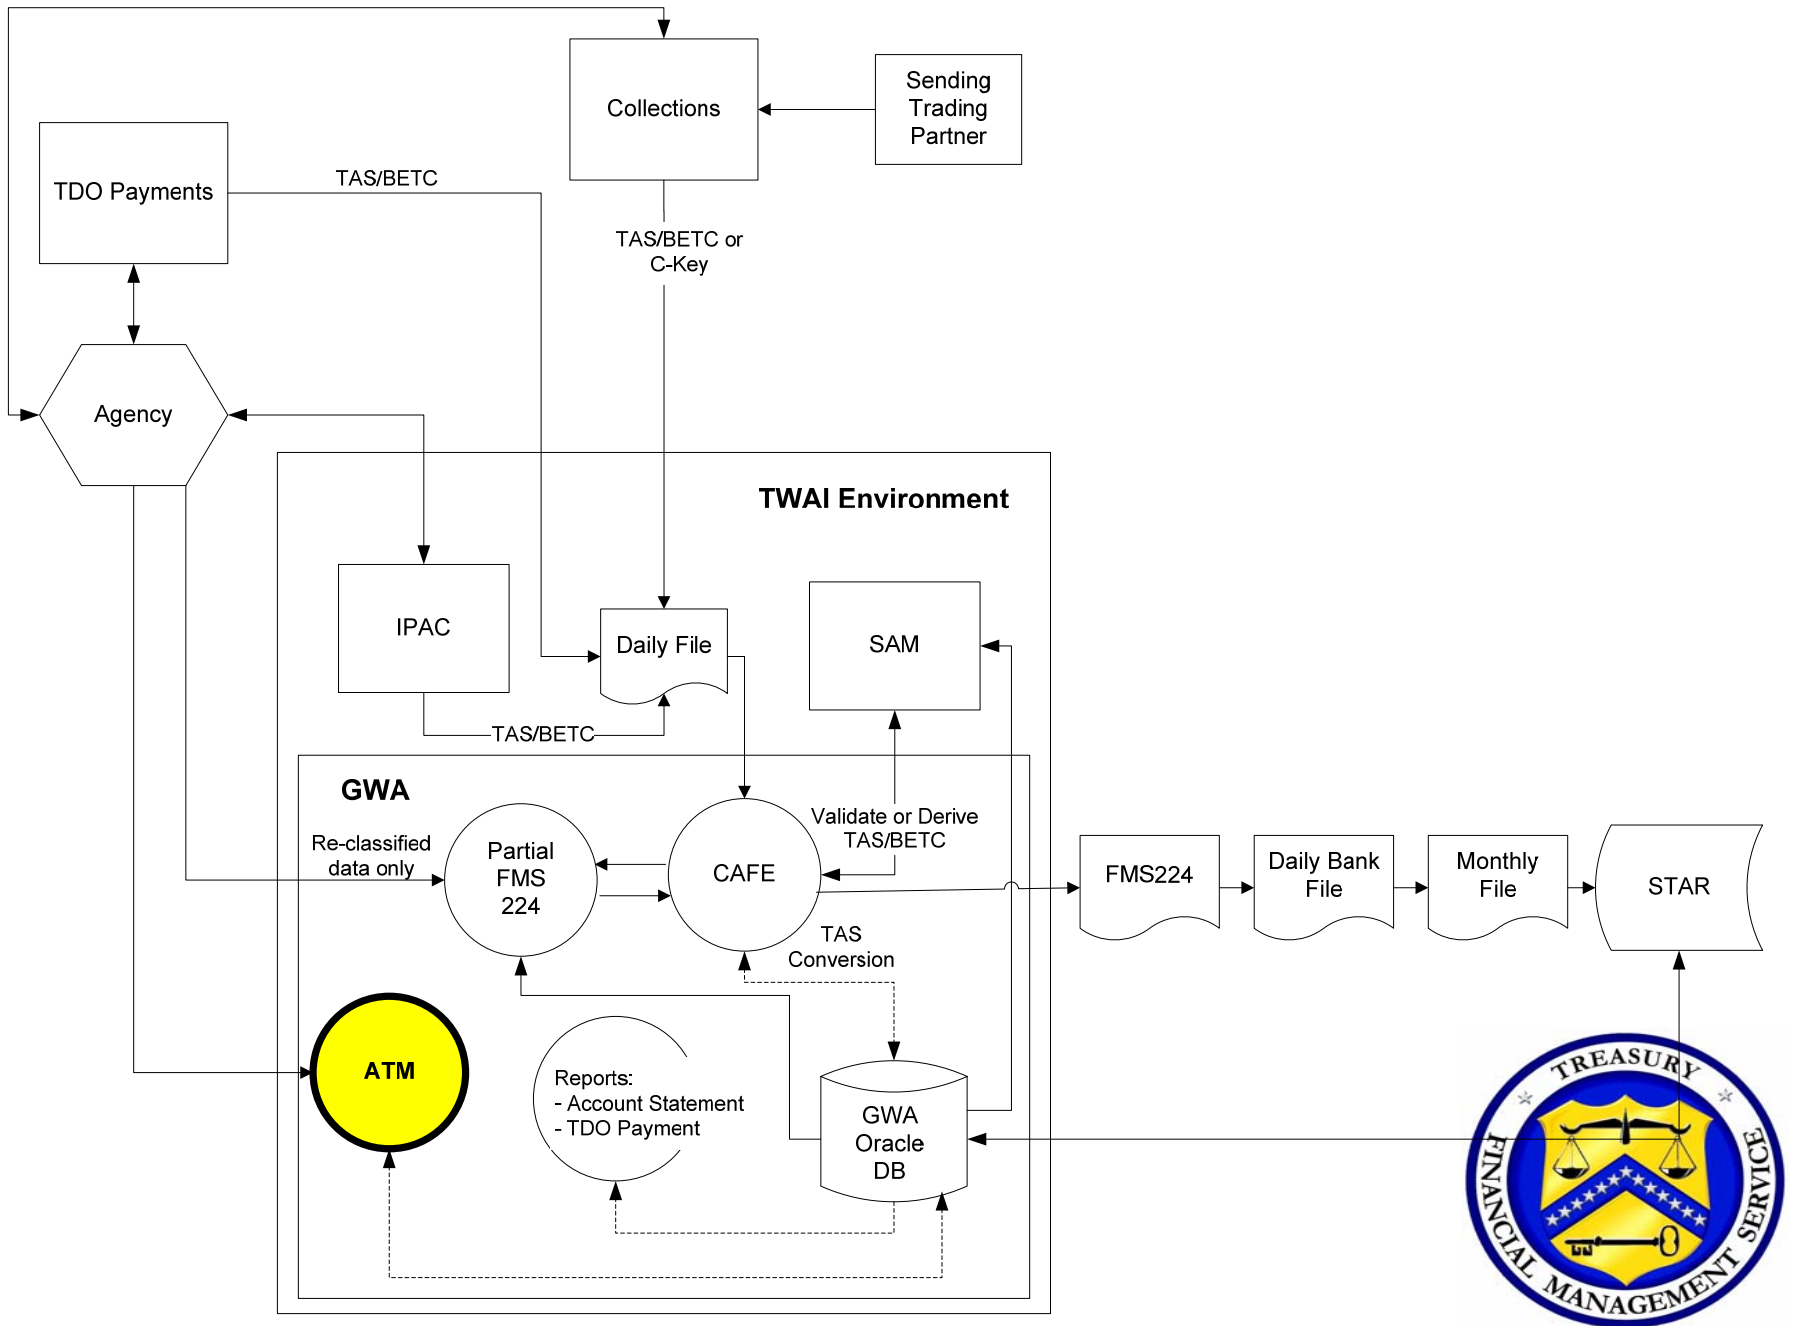 Collections
Sending
Trading
Partner
TDO Payments
TAS/BETC
TAS/BETC or
C-Key
Agency
TWAI Environment
IPAC
Daily File
SAM
TAS/BETC
GWA
Validate or Derive
TAS/BETC
Re-classified
data only
Partial
FMS
224
CAFE
FMS224
Daily Bank
File
Monthly
File
STAR
TAS
Conversion
ATM
Reports:
- Account Statement
- TDO Payment
GWA
Oracle
DB
TREASURY
FINANCIAL MANAGEMENT SERVICE